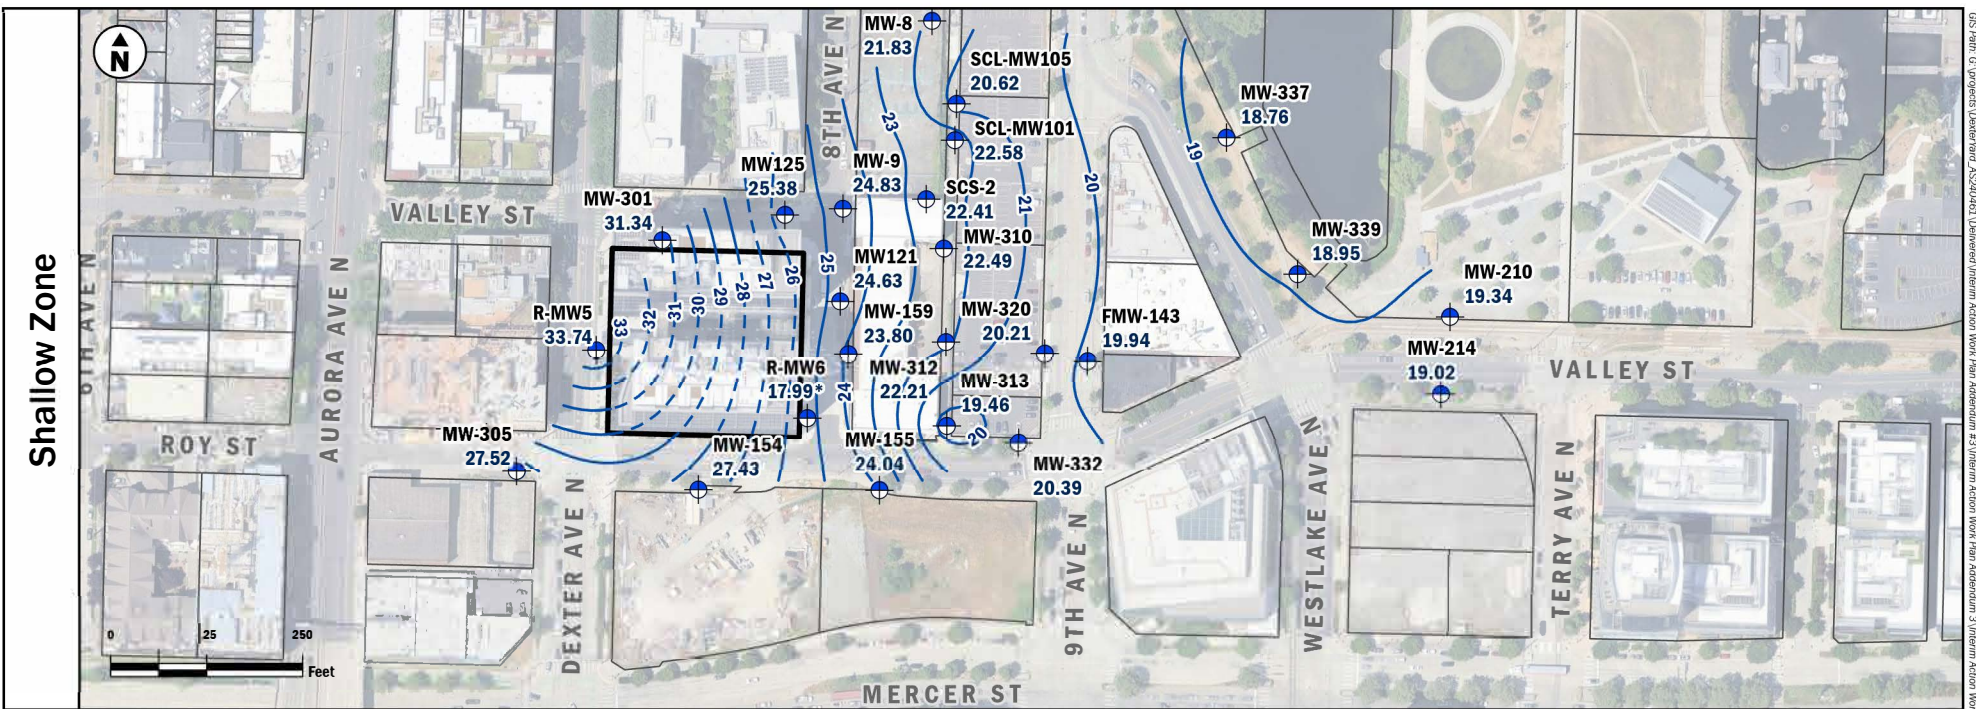 Shallow Zone
N
MW-8
21.83
8TH AVE N
SCL-MW105
20.62
MW-337
18.76
23
SCL-MW101
22.58
19
MW125
25.38
MW-9
24.83
20
MW-301
31.34
SCS-2
22.41
21
VALLEY ST
MW-339
18.95
MW-310
22.49
6TH AVE N
AURORA AVE N
25
MW121
24.63
MW-210
19.34
26
27
28
29
30
31
32
33
R-MW5
33.74
MW-159
23.80
MW-320
20.21
FMW-143
19.94
MW-214
19.02
VALLEY ST
R-MW6
17.99*
MW-312
22.21
24
MW-313
19.46
20
ROY ST
MW-305
27.52
MW-154
27.43
MW-155
24.04
MW-332
20.39
DEXTER AVE N
9TH AVE N
WESTLAKE AVE N
TERRY AVE N
0
25
250
Feet
MERCER ST